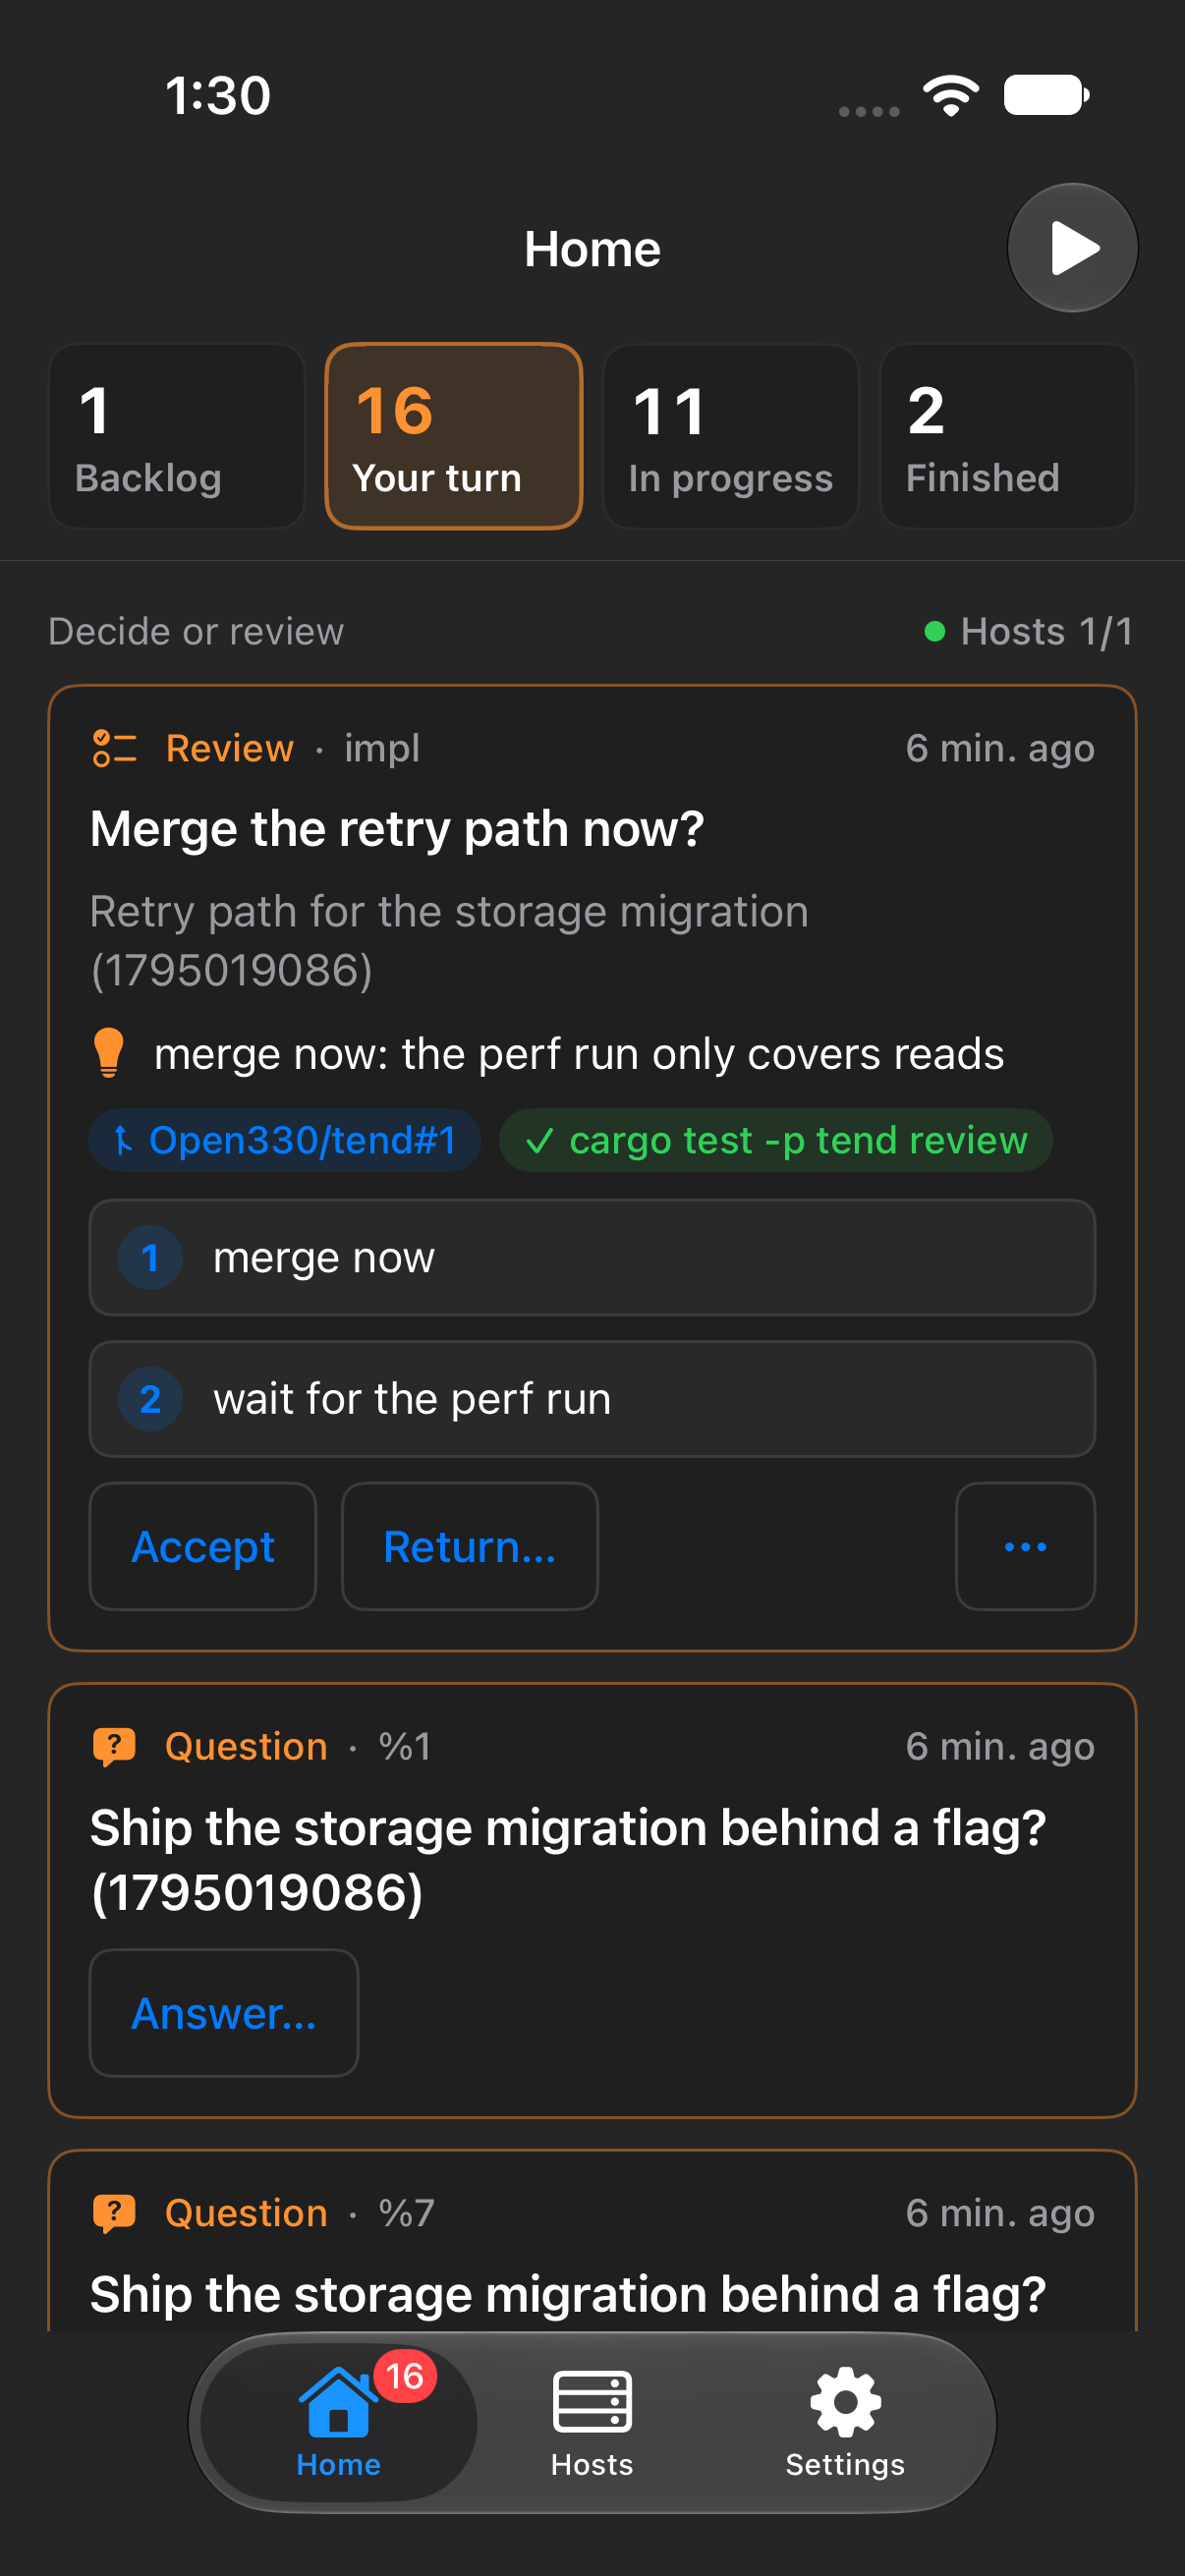 1:30
Home
1
Backlog
16
Your turn
11
In progress
2
Finished
Decide or review
Hosts 1/1
Review · impl
6 min. ago
Merge the retry path now?
Retry path for the storage migration
(1795019086)
merge now: the perf run only covers reads
Open330/tend#1
✓ cargo test -p tend review
1 merge now
2 wait for the perf run
Accept
Return...
...
Question · %1
6 min. ago
Ship the storage migration behind a flag?
(1795019086)
Answer...
Question · %7
6 min. ago
Ship the storage migration behind a flag?
16
Home
Hosts
Settings